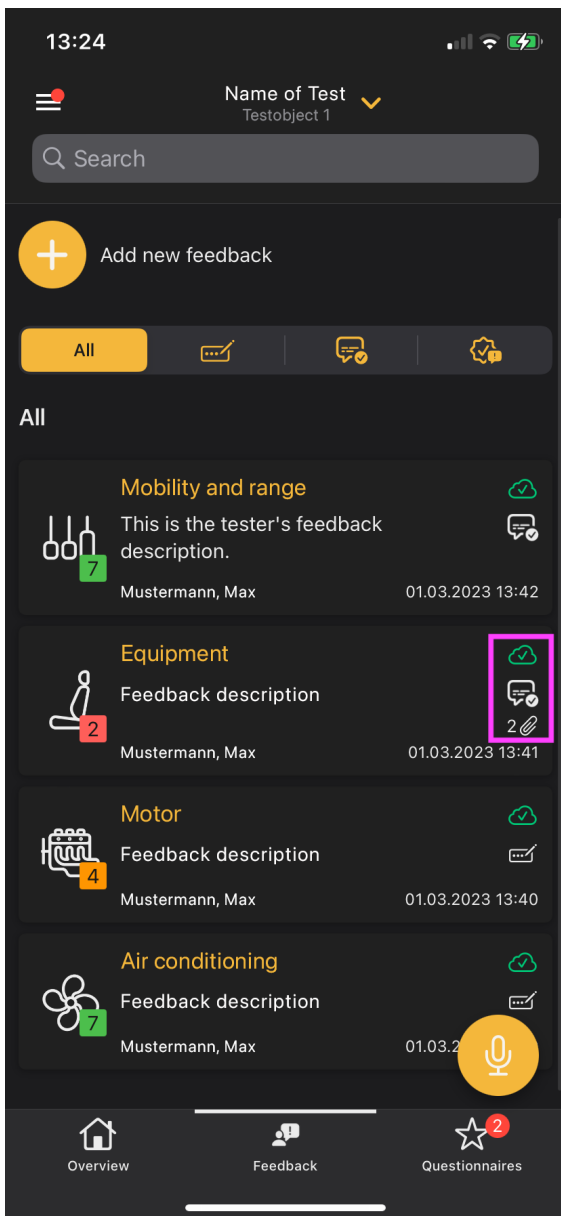 13:24
Name of Test
Testobject 1
Search
Add new feedback
All
All
Mobility and range
This is the tester's feedback
description.
7
Mustermann, Max 01.03.2023 13:42
Equipment
Feedback description
2
2
Mustermann, Max 01.03.2023 13:41
Motor
Feedback description
4
Mustermann, Max 01.03.2023 13:40
Air conditioning
Feedback description
7
Mustermann, Max 01.03.2
2
Overview Feedback Questionnaires